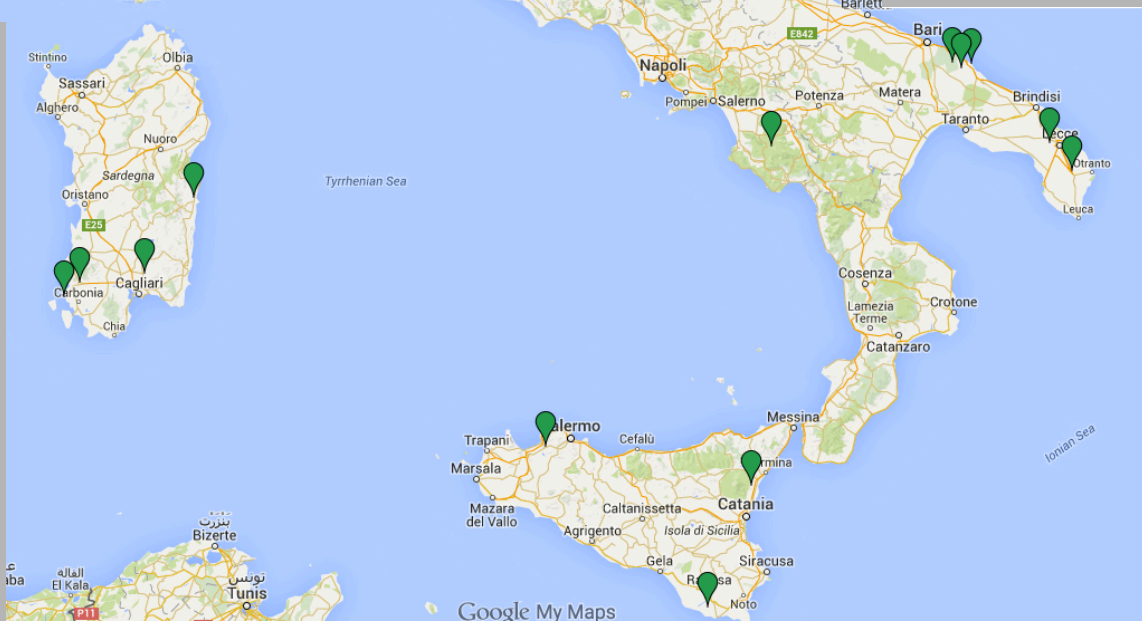 Barletta
Stintino
Olbia
Bari
E842
Napoli
Sassari
Pompei
Salerno
Potenza
Matera
Brindisi
Alghero
Taranto
Nuoro
Lecce
Otranto
Sardegna
Tyrrhenian Sea
Oristano
Leuca
E25
Cosenza
Cagliari
Carbonia
Crotone
Lamezia
Terme
Chia
Catanzaro
Messina
Trapani
Cefalù
Ionian Sea
Marsala
Catania
Mazara
del Vallo
Caltanissetta
Agrigento
Isola di Sicilia
بنزرت
Bizerte
Gela
Siracusa
القالة
El Kala
تونس
Tunis
Noto
P11
Google My Maps